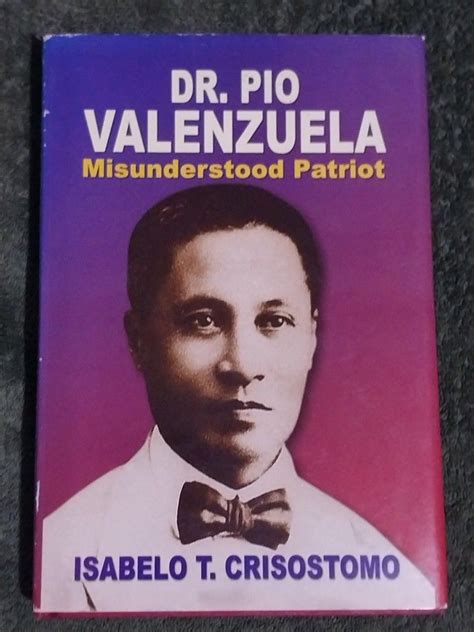 DR. PIO
VALENZUELA
Misunderstood Patriot
ISABELO T. CRISOSTOMO